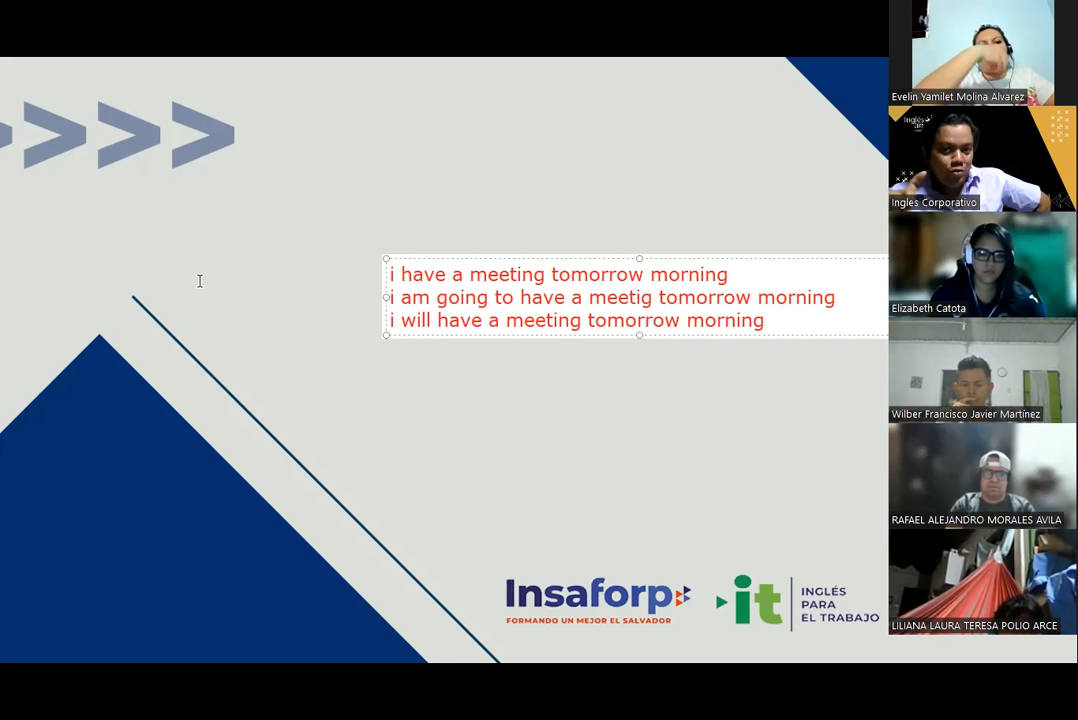 i have a meeting tomorrow morning
i am going to have a meetig tomorrow morning
i will have a meeting tomorrow morning
Insaforp
FORMANDO UN MEJOR EL SALVADOR
it
INGLÉS
PARA
EL TRABAJO
Evelin Yamilet Molina Alvarez
Inglés
Ingles Corporativo
Elizabeth Catota
Wilber Francisco Javier Martínez
RAFAEL ALEJANDRO MORALES AVILA
LILIANA LAURA TERESA POLIO ARCE